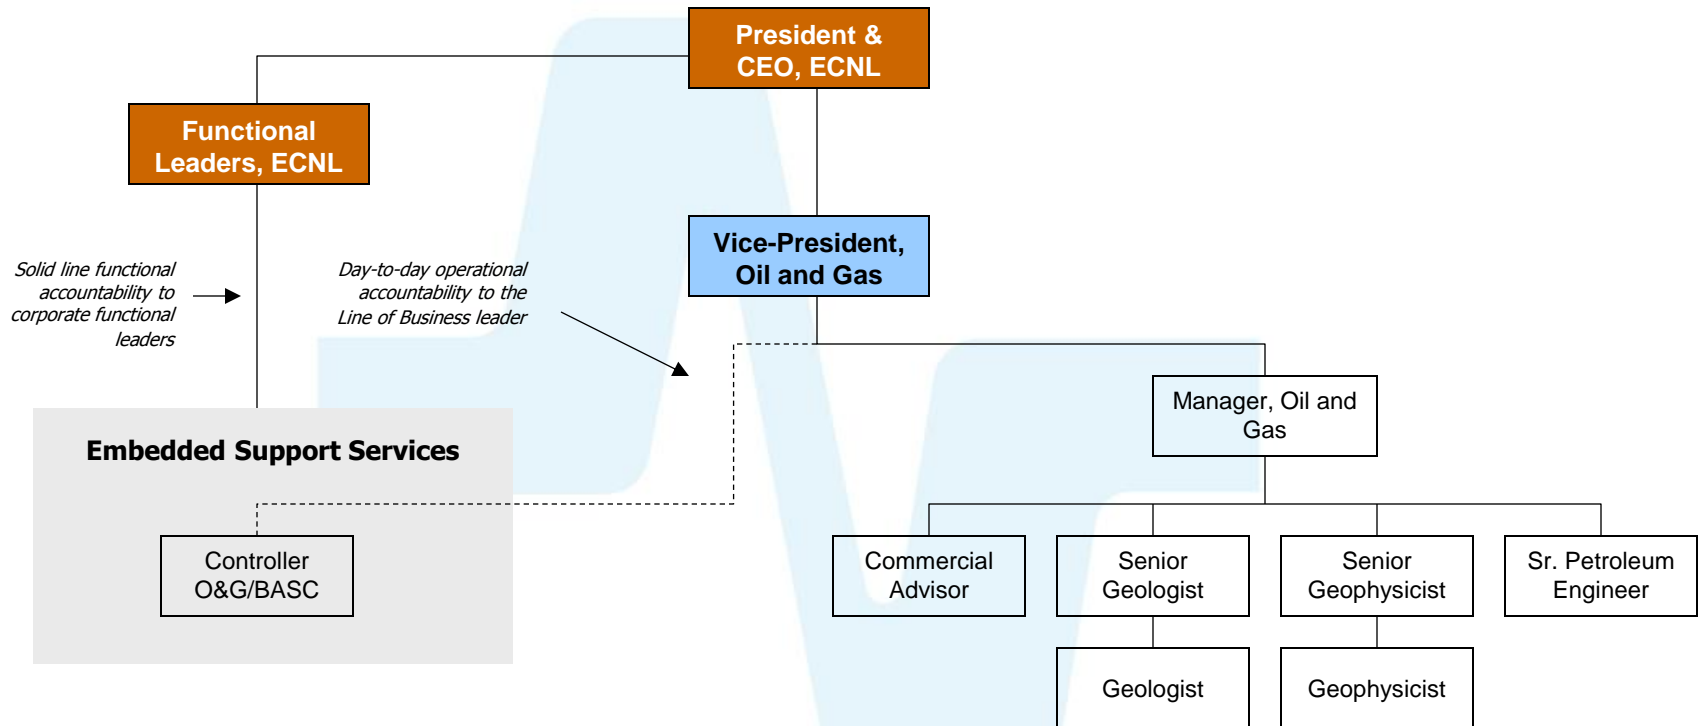 President &
CEO, ECNL
Functional
Leaders, ECNL
Vice-President,
Oil and Gas
Solid line functional
accountability to
corporate functional
leaders
Day-to-day operational
accountability to the
Line of Business leader
Manager, Oil and
Gas
Embedded Support Services
Controller
O&G/BASC
Commercial
Advisor
Senior
Geologist
Senior
Geophysicist
Sr. Petroleum
Engineer
Geologist
Geophysicist